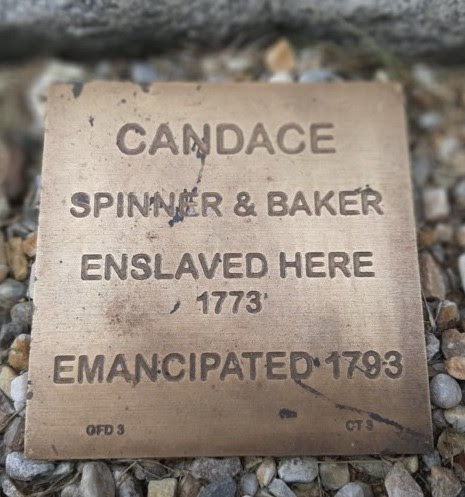 CANDACE
SPINNER & BAKER
ENSLAVED HERE
1773
EMANCIPATED 1793
GFD 3 CT 3